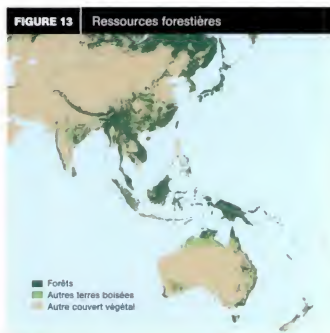 FIGURE 13 Ressources forestières
Forêts
Autres terres boisées
Autre couvert végétal